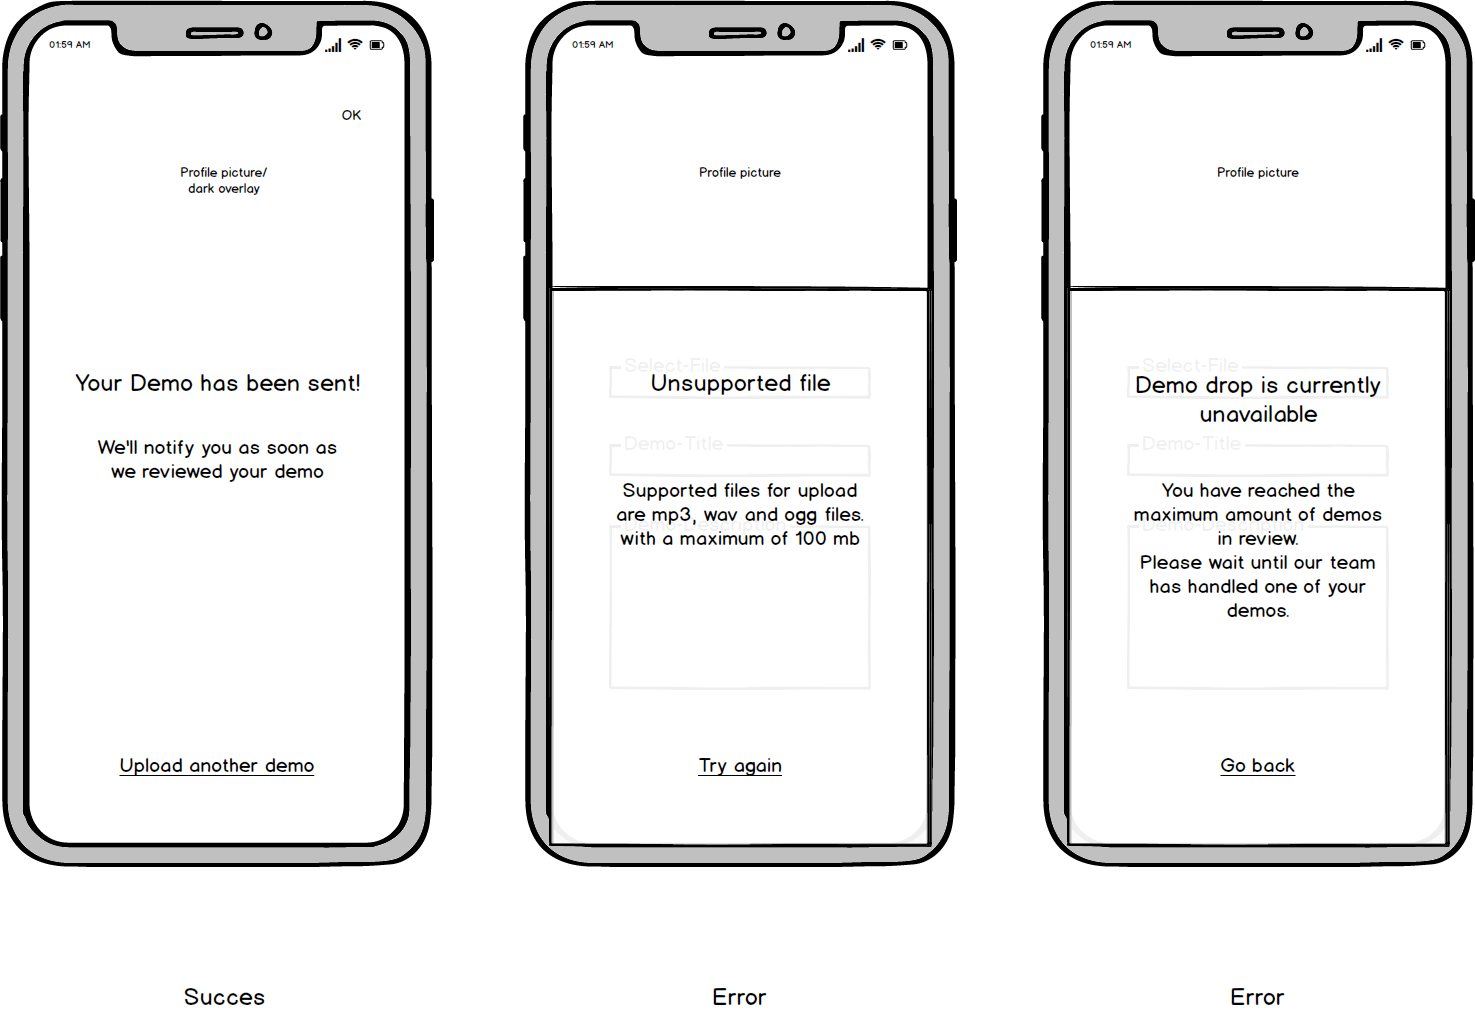 01:59 AM
OK
Profile picture/
dark overlay
Your Demo has been sent!
We'll notify you as soon as
we reviewed your demo
Upload another demo
Succes
01:59 AM
Profile picture
Select-File
Unsupported file
Demo-Title
Supported files for upload
are mp3, wav and ogg files.
Demo-Description
with a maximum of 100 mb
Try again
Error
01:59 AM
Profile picture
Select-File
Demo drop is currently
unavailable
Demo-Title
You have reached the
maximum amount of demos
Demo-Description
in review.
Please wait until our team
has handled one of your
demos.
Go back
Error